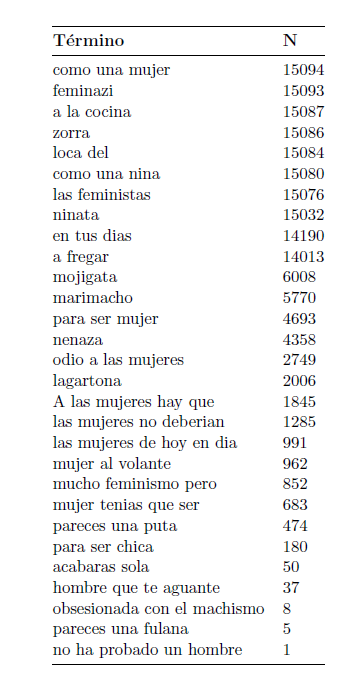 Término N
como una mujer 15094
feminazi 15093
a la cocina 15087
zorra 15086
loca del 15084
como una nina 15080
las feministas 15076
ninata 15032
en tus dias 14190
a fregar 14013
mojigata 6008
marimacho 5770
para ser mujer 4693
nenaza 4358
odio a las mujeres 2749
lagartona 2006
A las mujeres hay que 1845
las mujeres no deberian 1285
las mujeres de hoy en dia 991
mujer al volante 962
mucho feminismo pero 852
mujer tenias que ser 683
pareces una puta 474
para ser chica 180
acabaras sola 50
hombre que te aguante 37
obsesionada con el machismo 8
pareces una fulana 5
no ha probado un hombre 1